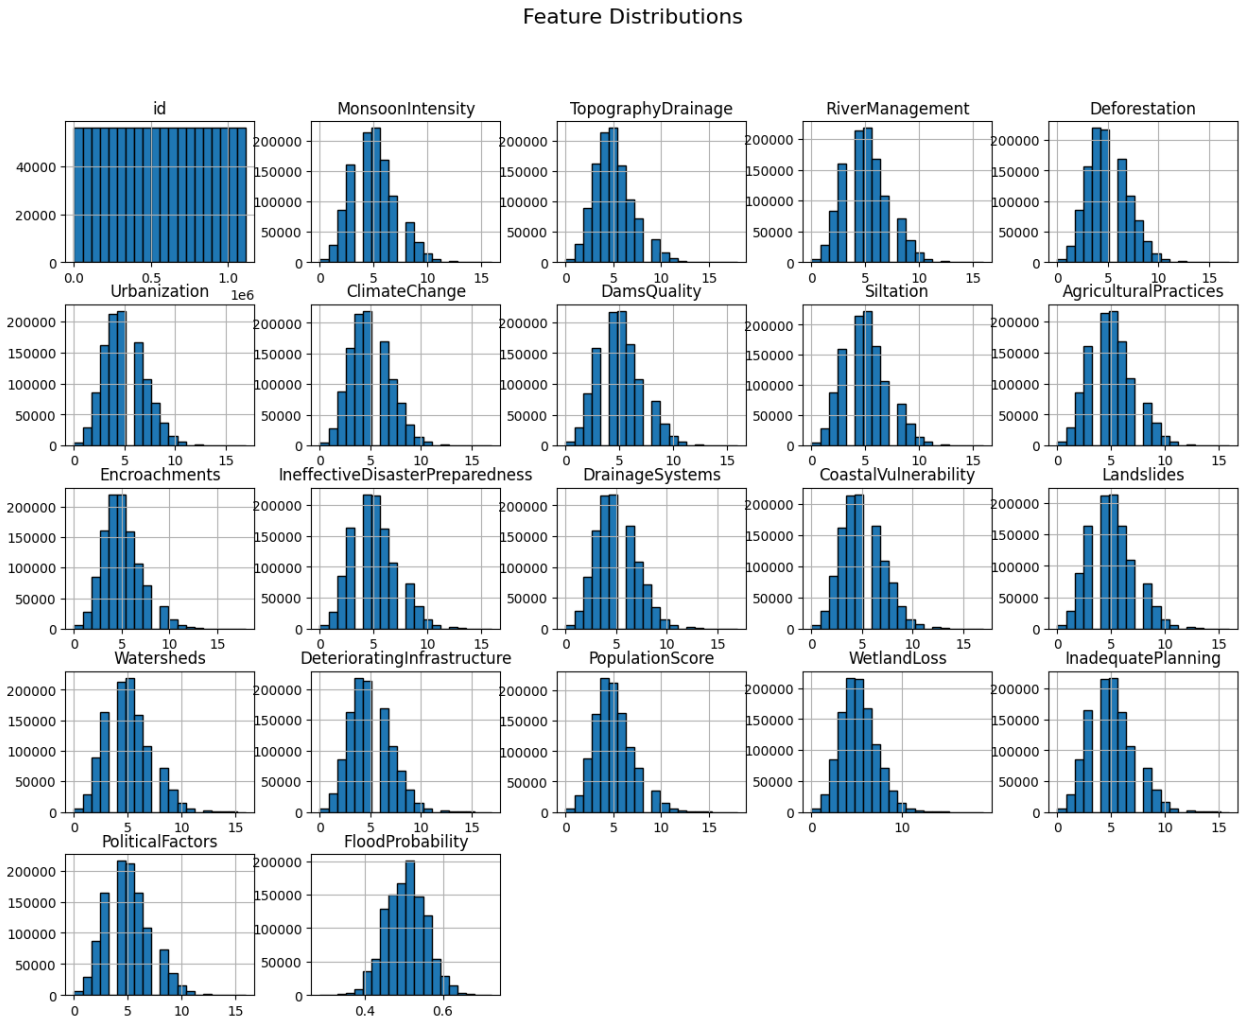 Feature Distributions
id MonsoonIntensity TopographyDrainage RiverManagement Deforestation
40000 20000 0
0.0 0.5 1.0
1e6
200000 150000 100000 50000 0
0 5 10 15
200000 150000 100000 50000 0
0 5 10 15
200000 150000 100000 50000 0
0 5 10 15
200000 150000 100000 50000 0
0 5 10 15
Urbanization ClimateChange DamsQuality Siltation AgriculturalPractices
200000 150000 100000 50000 0
0 5 10 15
200000 150000 100000 50000 0
0 5 10 15
200000 150000 100000 50000 0
0 5 10 15
200000 150000 100000 50000 0
0 5 10 15
200000 150000 100000 50000 0
0 5 10 15
Encroachments IneffectiveDisasterPreparedness DrainageSystems CoastalVulnerability Landslides
200000 150000 100000 50000 0
0 5 10 15
200000 150000 100000 50000 0
0 5 10 15
200000 150000 100000 50000 0
0 5 10 15
200000 150000 100000 50000 0
0 5 10 15
200000 150000 100000 50000 0
0 5 10 15
Watersheds DeterioratingInfrastructure PopulationScore WetlandLoss InadequatePlanning
200000 150000 100000 50000 0
0 5 10 15
200000 150000 100000 50000 0
0 5 10 15
200000 150000 100000 50000 0
0 5 10 15
200000 150000 100000 50000 0
0 10
200000 150000 100000 50000 0
0 5 10 15
PoliticalFactors FloodProbability
200000 150000 100000 50000 0
0 5 10 15
200000 150000 100000 50000 0
0.4 0.6